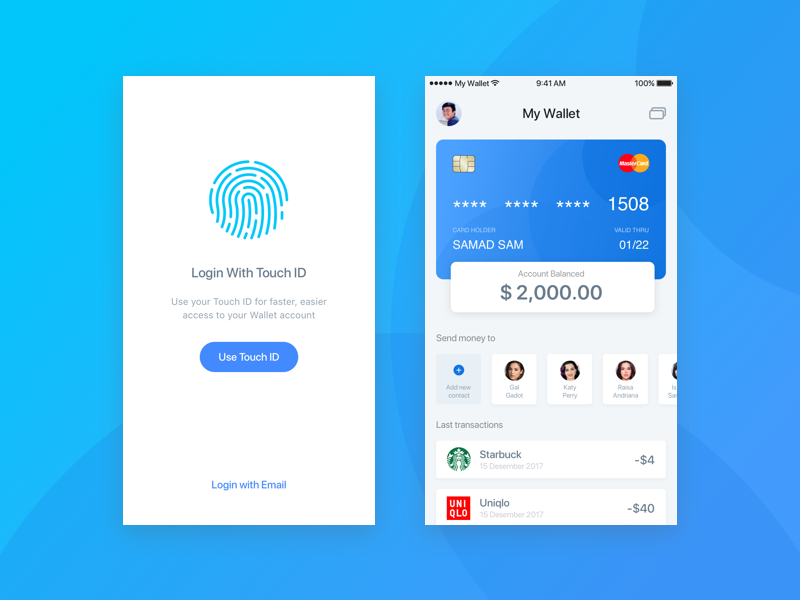 Login With Touch ID
Use your Touch ID for faster, easier
access to your Wallet account
Use Touch ID
Login with Email
My Wallet
9:41 AM
100%
My Wallet
MasterCard
**** **** **** 1508
CARD HOLDER
VALID THRU
SAMAD SAM
01/22
Account Balanced
$ 2,000.00
Send money to
Add new
contact
Gal
Gadot
Katy
Perry
Raisa
Andriana
Last transactions
Starbuck
15 Desember 2017
-$4
UNI
QLO
Uniqlo
15 Desember 2017
-$40